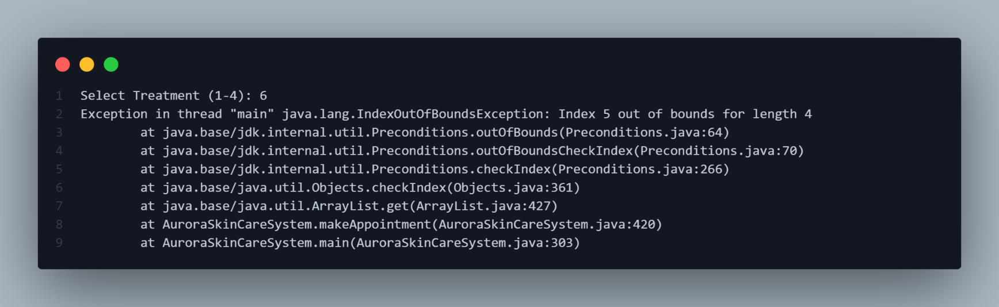 1 Select Treatment (1-4): 6
2 Exception in thread "main" java.lang.IndexOutOfBoundsException: Index 5 out of bounds for length 4
3 at java.base/jdk.internal.util.Preconditions.outOfBounds(Preconditions.java:64)
4 at java.base/jdk.internal.util.Preconditions.outOfBoundsCheckIndex(Preconditions.java:70)
5 at java.base/jdk.internal.util.Preconditions.checkIndex(Preconditions.java:266)
6 at java.base/java.util.Objects.checkIndex(Objects.java:361)
7 at java.base/java.util.ArrayList.get(ArrayList.java:427)
8 at AuroraSkinCareSystem.makeAppointment(AuroraSkinCareSystem.java:420)
9 at AuroraSkinCareSystem.main(AuroraSkinCareSystem.java:303)